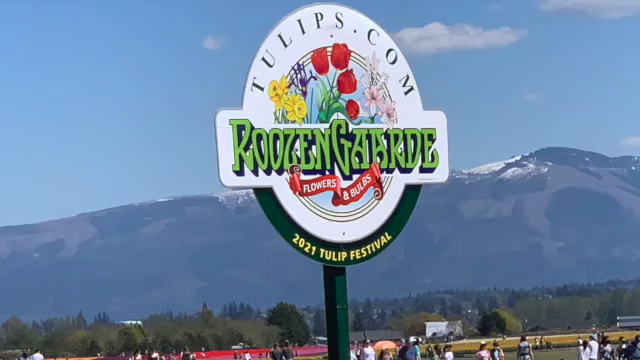 TULIPS.COM
ROOZENGAARDE
FLOWERS & BULBS
2021 TULIP FESTIVAL